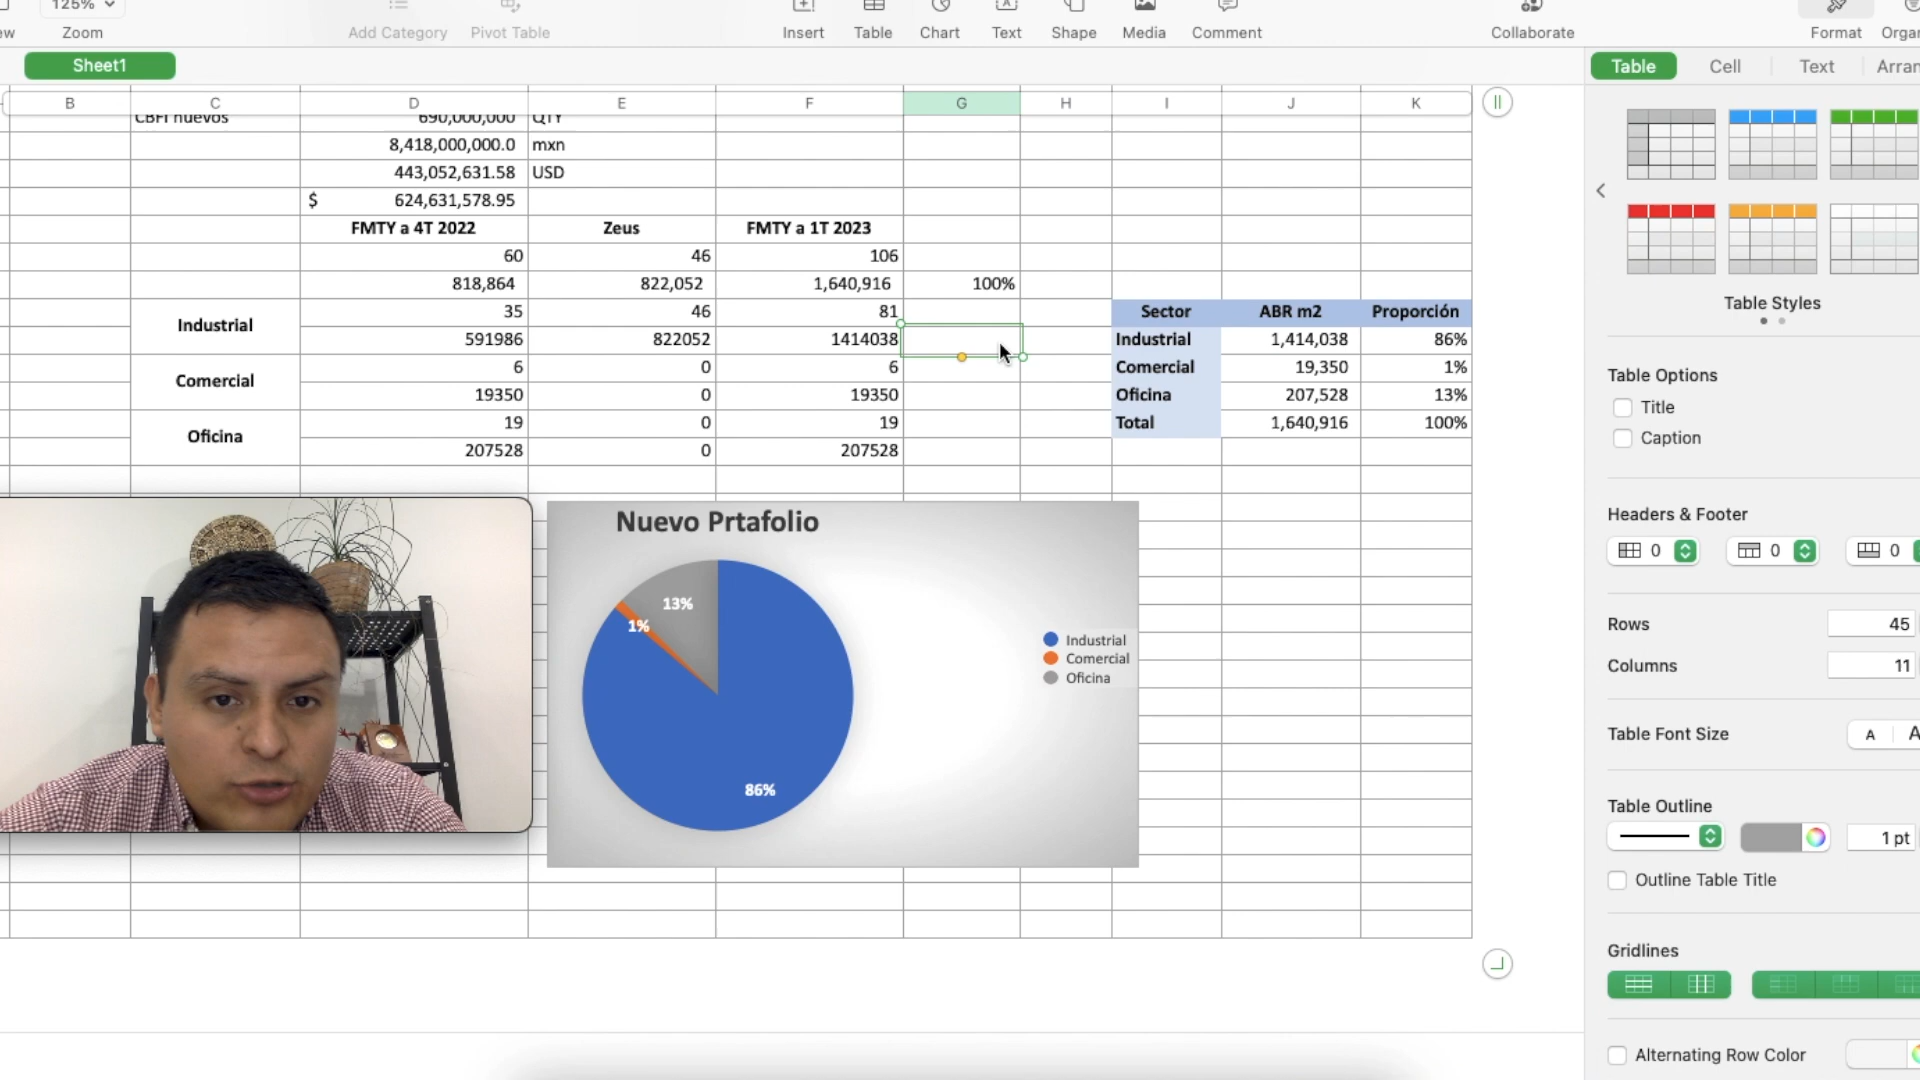 125%
Zoom
Add Category
Pivot Table
Insert
Table
Chart
Text
Shape
Media
Comment
Collaborate
Format
Sheet1
Table
Cell
Text
B C D E F G H I J K
CBFI nuevos 690,000,000 QTY
8,418,000,000.0 mxn
443,052,631.58 USD
$ 624,631,578.95
FMTY a 4T 2022 Zeus FMTY a 1T 2023
60 46 106
818,864 822,052 1,640,916 100%
Industrial 35 46 81
591986 822052 1414038
Comercial 6 0 6
19350 0 19350
Oficina 19 0 19
207528 0 207528
Sector ABR m2 Proporción
Industrial 1,414,038 86%
Comercial 19,350 1%
Oficina 207,528 13%
Total 1,640,916 100%
Nuevo Prtafolio
13%
1%
86%
Industrial
Comercial
Oficina
Table Styles
Table Options
Title
Caption
Headers & Footer
0 0 0
Rows 45
Columns 11
Table Font Size A A
Table Outline
1 pt
Outline Table Title
Gridlines
Alternating Row Color